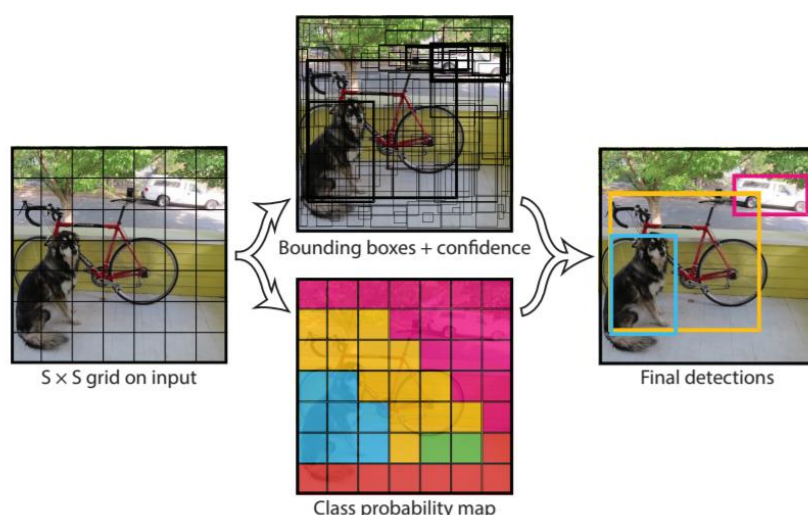 Bounding boxes + confidence
S × S grid on input
Final detections
Class probability map